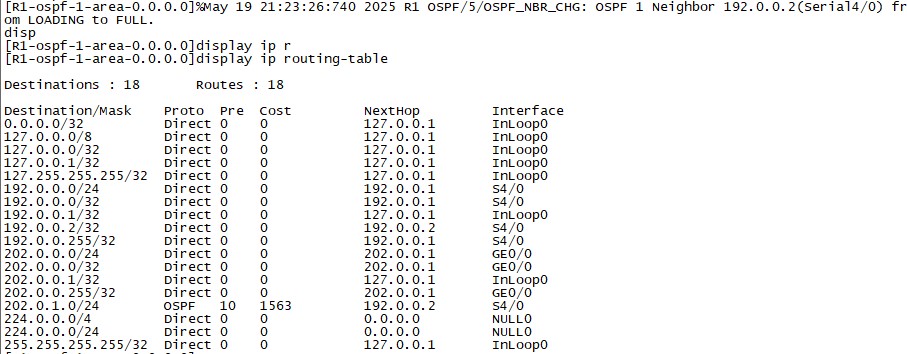 [R1-ospf-1-area-0.0.0.0]%May 19 21:23:26:740 2025 R1 OSPF/5/OSPF_NBR_CHG: OSPF 1 Neighbor 192.0.0.2(Serial4/0) fr
om LOADING to FULL.
disp
[R1-ospf-1-area-0.0.0.0]display ip r
[R1-ospf-1-area-0.0.0.0]display ip routing-table
Destinations : 18       Routes : 18
Destination/Mask    Proto  Pre  Cost         NextHop         Interface
0.0.0.0/32          Direct 0    0            127.0.0.1       InLoop0
127.0.0.0/8         Direct 0    0            127.0.0.1       InLoop0
127.0.0.0/32        Direct 0    0            127.0.0.1       InLoop0
127.0.0.1/32        Direct 0    0            127.0.0.1       InLoop0
127.255.255.255/32  Direct 0    0            127.0.0.1       InLoop0
192.0.0.0/24        Direct 0    0            192.0.0.1       S4/0
192.0.0.0/32        Direct 0    0            192.0.0.1       S4/0
192.0.0.1/32        Direct 0    0            127.0.0.1       InLoop0
192.0.0.2/32        Direct 0    0            192.0.0.2       S4/0
192.0.0.255/32      Direct 0    0            192.0.0.1       S4/0
202.0.0.0/24        Direct 0    0            202.0.0.1       GE0/0
202.0.0.0/32        Direct 0    0            202.0.0.1       GE0/0
202.0.0.1/32        Direct 0    0            127.0.0.1       InLoop0
202.0.0.255/32      Direct 0    0            202.0.0.1       GE0/0
202.0.1.0/24        OSPF   10   1563         192.0.0.2       S4/0
224.0.0.0/4         Direct 0    0            0.0.0.0         NULL0
224.0.0.0/24        Direct 0    0            0.0.0.0         NULL0
255.255.255.255/32  Direct 0    0            127.0.0.1       InLoop0